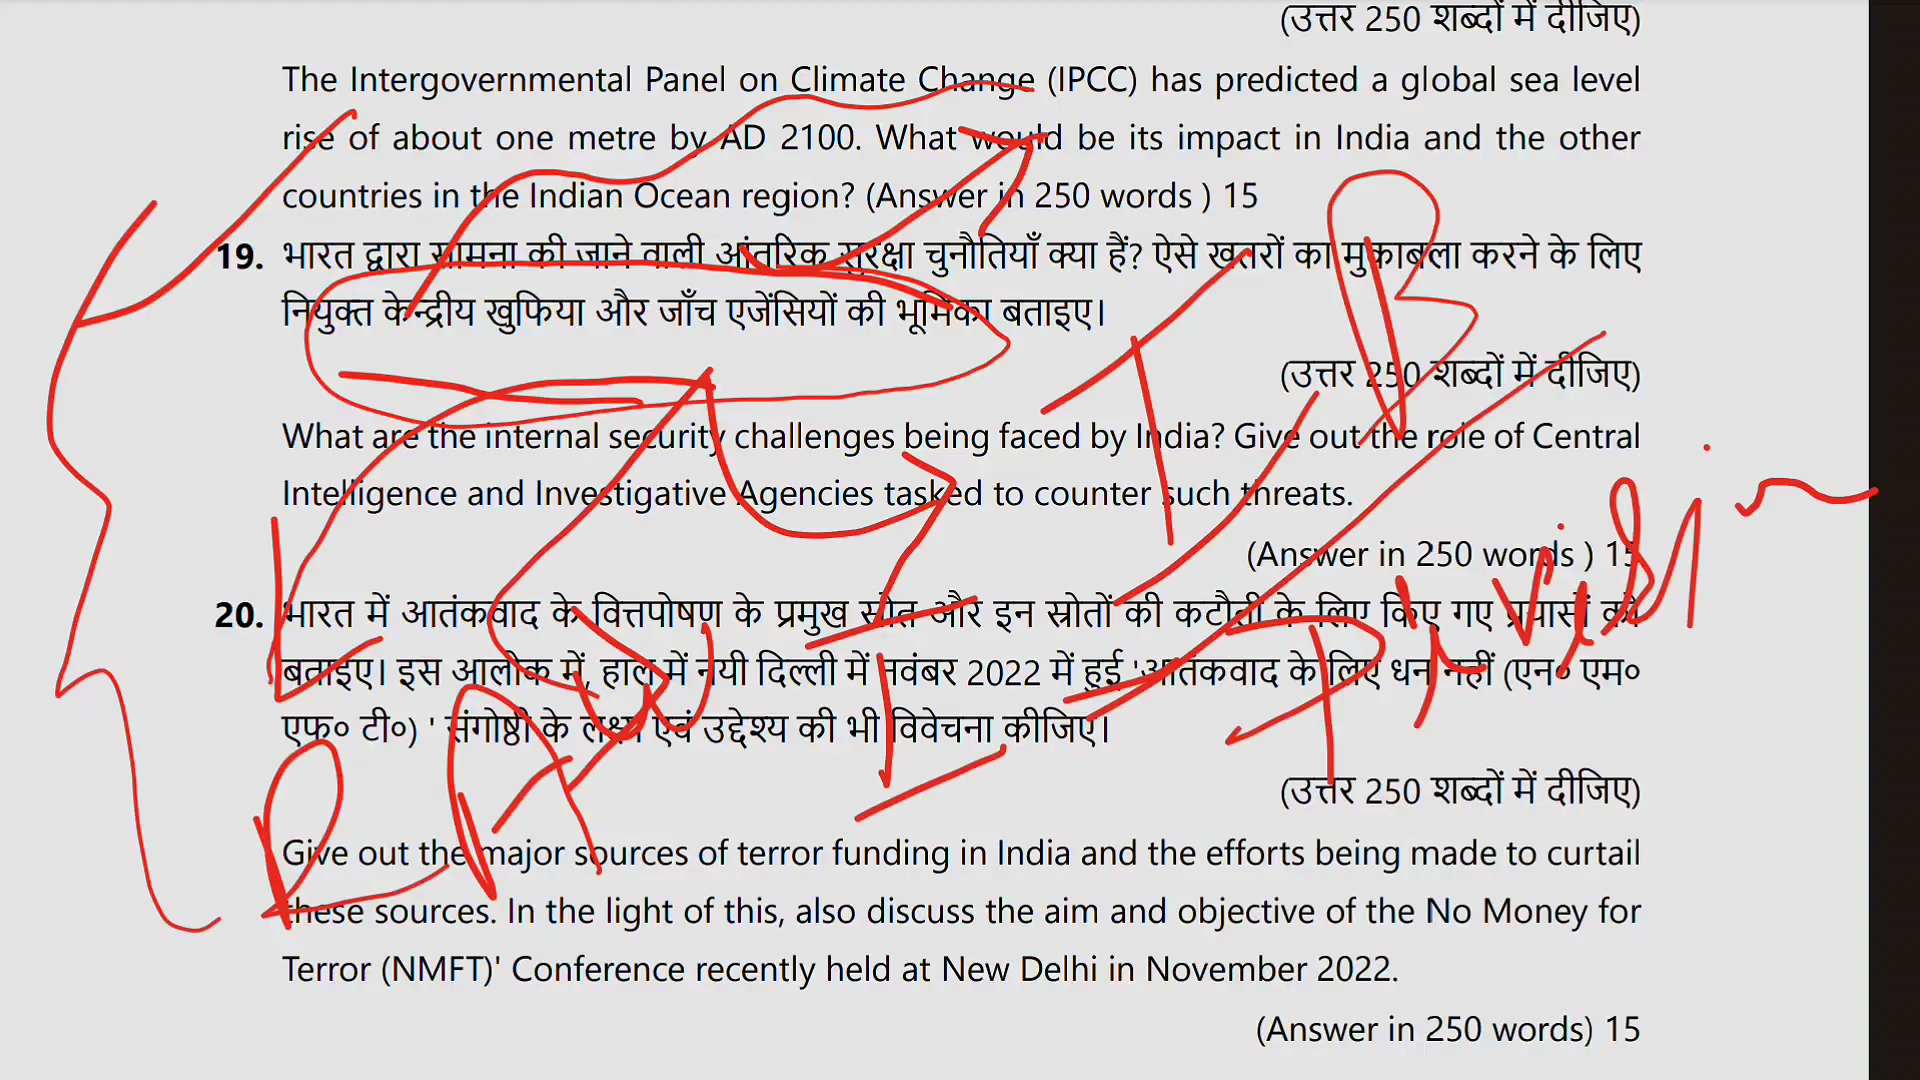 (उत्तर 250 शब्दों में दीजिए)
The Intergovernmental Panel on Climate Change (IPCC) has predicted a global sea level
rise of about one metre by AD 2100. What would be its impact in India and the other
countries in the Indian Ocean region? (Answer in 250 words ) 15
19. भारत द्वारा सामना की जाने वाली आंतरिक सुरक्षा चुनौतियाँ क्या हैं? ऐसे खतरों का मुकाबला करने के लिए
नियुक्त केन्द्रीय खुफिया और जाँच एजेंसियों की भूमिका बताइए।
(उत्तर 250 शब्दों में दीजिए)
What are the internal security challenges being faced by India? Give out the role of Central
Intelligence and Investigative Agencies tasked to counter such threats.
(Answer in 250 words ) 15
20. भारत में आतंकवाद के वित्तपोषण के प्रमुख स्रोत और इन स्रोतों की कटौती के लिए किए गए प्रयासों को
बताइए। इस आलोक में, हाल में नयी दिल्ली में नवंबर 2022 में हुई 'आतंकवाद के लिए धन नहीं (एन० एम०
एफ० टी०) ' संगोष्ठी के लक्ष्य एवं उद्देश्य की भी विवेचना कीजिए।
(उत्तर 250 शब्दों में दीजिए)
Give out the major sources of terror funding in India and the efforts being made to curtail
these sources. In the light of this, also discuss the aim and objective of the No Money for
Terror (NMFT)' Conference recently held at New Delhi in November 2022.
(Answer in 250 words) 15
IB
RAW